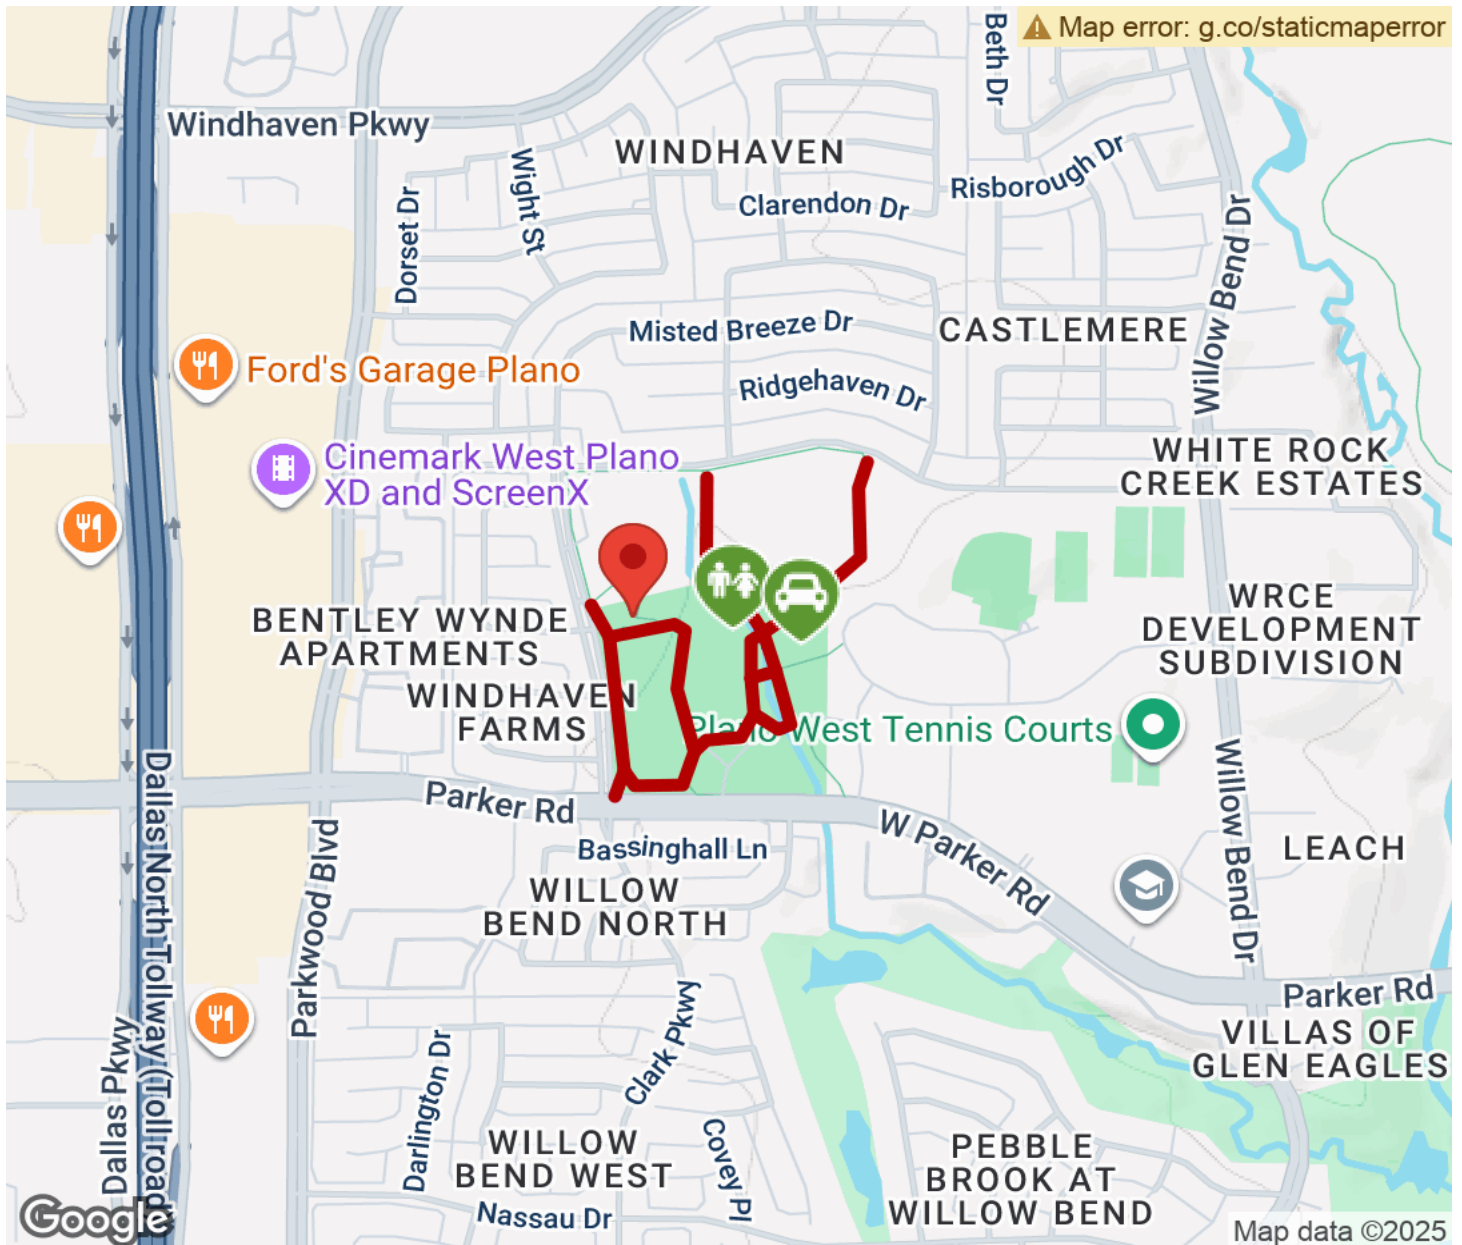 Map error: g.co/staticmaperror
Beth Dr
Windhaven Pkwy
WINDHAVEN
Wight St
Risborough Dr
Clarendon Dr
Dorset Dr
Willow Bend Dr
Misted Breeze Dr
CASTLEMERE
Ford's Garage Plano
Ridgehaven Dr
Cinemark West Plano
XD and ScreenX
WHITE ROCK
CREEK ESTATES
BENTLEY WYNDE
APARTMENTS
WRCE
DEVELOPMENT
SUBDIVISION
WINDHAVEN
FARMS
Plano West Tennis Courts
Dallas North Tollway (Toll road)
Parker Rd
W Parker Rd
Willow Bend Dr
Bassinghall Ln
LEACH
Parkwood Blvd
WILLOW
BEND NORTH
Parker Rd
VILLAS OF
GLEN EAGLES
Dallas Pkwy
Darlington Dr
Clark Pkwy
WILLOW
BEND WEST
Covey Pl
PEBBLE
BROOK AT
WILLOW BEND
Nassau Dr
Google
Map data ©2025